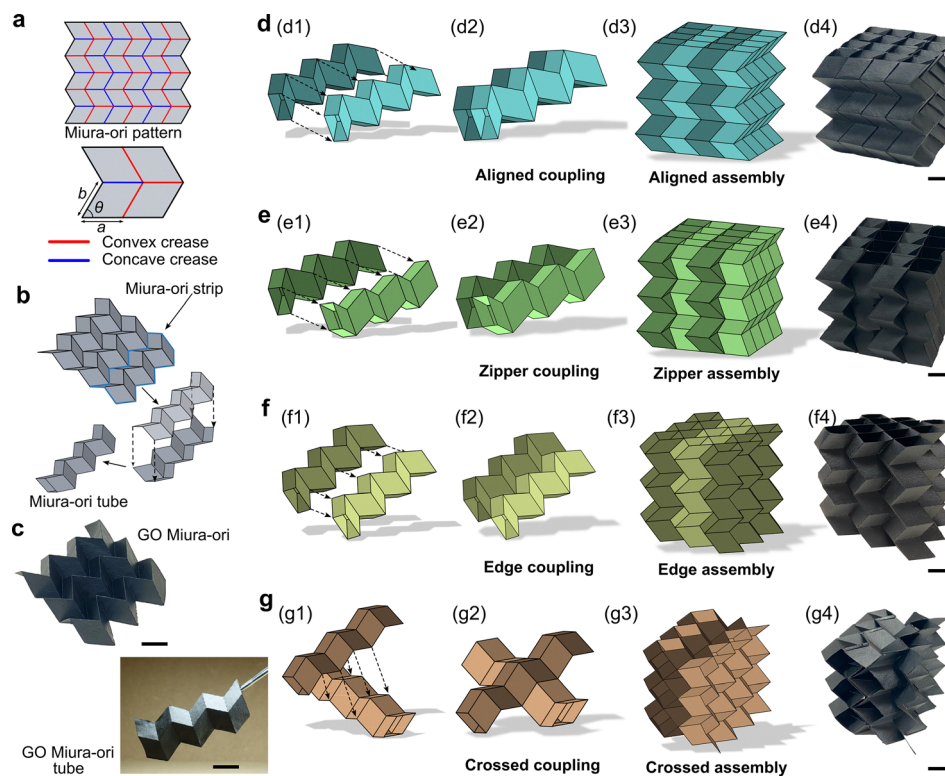 a
Miura-ori pattern
b
θ
a
Convex crease
Concave crease
b
Miura-ori strip
Miura-ori tube
c
GO Miura-ori
GO Miura-ori
tube
d
(d1)
(d2)
(d3)
(d4)
Aligned coupling
Aligned assembly
e
(e1)
(e2)
(e3)
(e4)
Zipper coupling
Zipper assembly
f
(f1)
(f2)
(f3)
(f4)
Edge coupling
Edge assembly
g
(g1)
(g2)
(g3)
(g4)
Crossed coupling
Crossed assembly